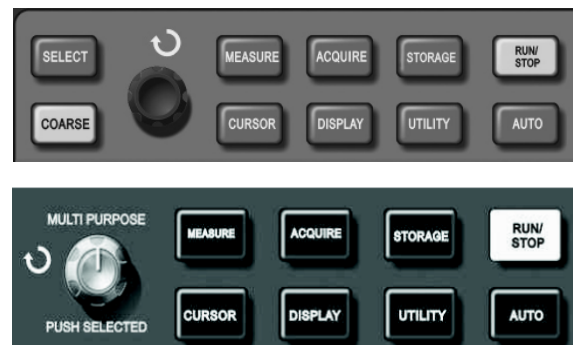 SELECT MEASURE ACQUIRE STORAGE RUN/
STOP
COARSE CURSOR DISPLAY UTILITY AUTO
MULTI PURPOSE
MEASURE ACQUIRE STORAGE RUN/
STOP
PUSH SELECTED
CURSOR DISPLAY UTILITY AUTO